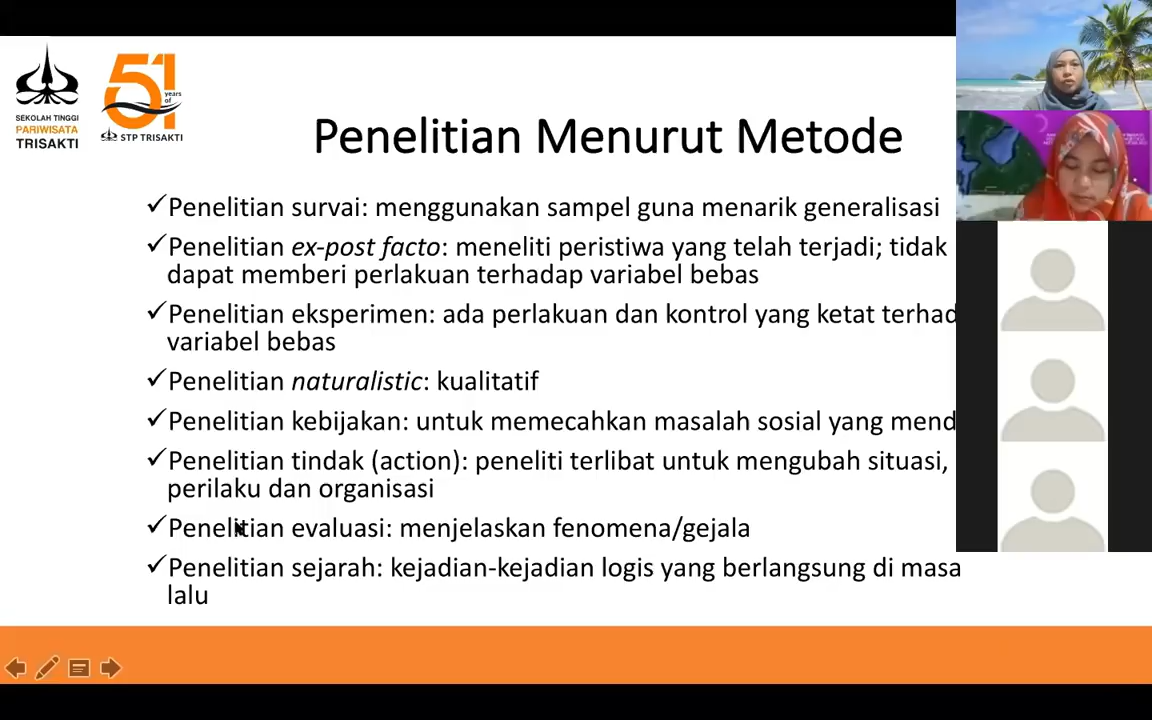 SEKOLAH TINGGI
PARIWISATA
TRISAKTI
51
years
of
STP TRISAKTI
Penelitian Menurut Metode
✓Penelitian survai: menggunakan sampel guna menarik generalisasi
✓Penelitian ex-post facto: meneliti peristiwa yang telah terjadi; tidak
dapat memberi perlakuan terhadap variabel bebas
✓Penelitian eksperimen: ada perlakuan dan kontrol yang ketat terhad
variabel bebas
✓Penelitian naturalistic: kualitatif
✓Penelitian kebijakan: untuk memecahkan masalah sosial yang mend
✓Penelitian tindak (action): peneliti terlibat untuk mengubah situasi,
perilaku dan organisasi
✓Penelitian evaluasi: menjelaskan fenomena/gejala
✓Penelitian sejarah: kejadian-kejadian logis yang berlangsung di masa
lalu